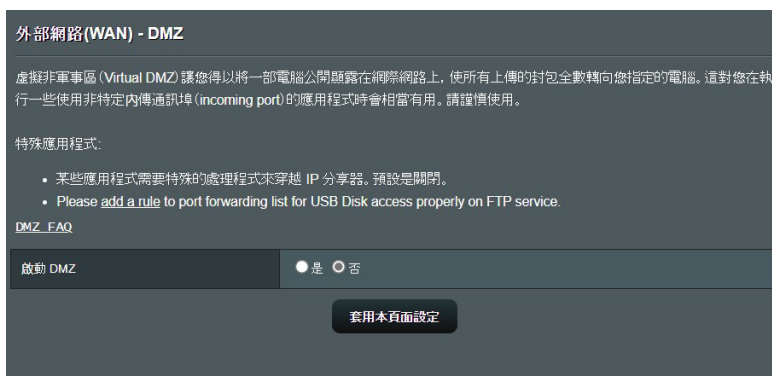 外部網路(WAN) - DMZ
虛擬非軍事區(Virtual DMZ)讓您得以將一部電腦公開顯露在網際網路上,使所有上傳的封包全數轉向您指定的電腦。這對您在執
行一些使用非特定內傳通訊埠(incoming port)的應用程式時會相當有用。請謹慎使用。
特殊應用程式:
• 某些應用程式需要特殊的處理程式來穿越 IP 分享器。預設是關閉。
• Please add a rule to port forwarding list for USB Disk access properly on FTP service.
DMZ FAQ
啟動 DMZ 是 否
套用本頁面設定